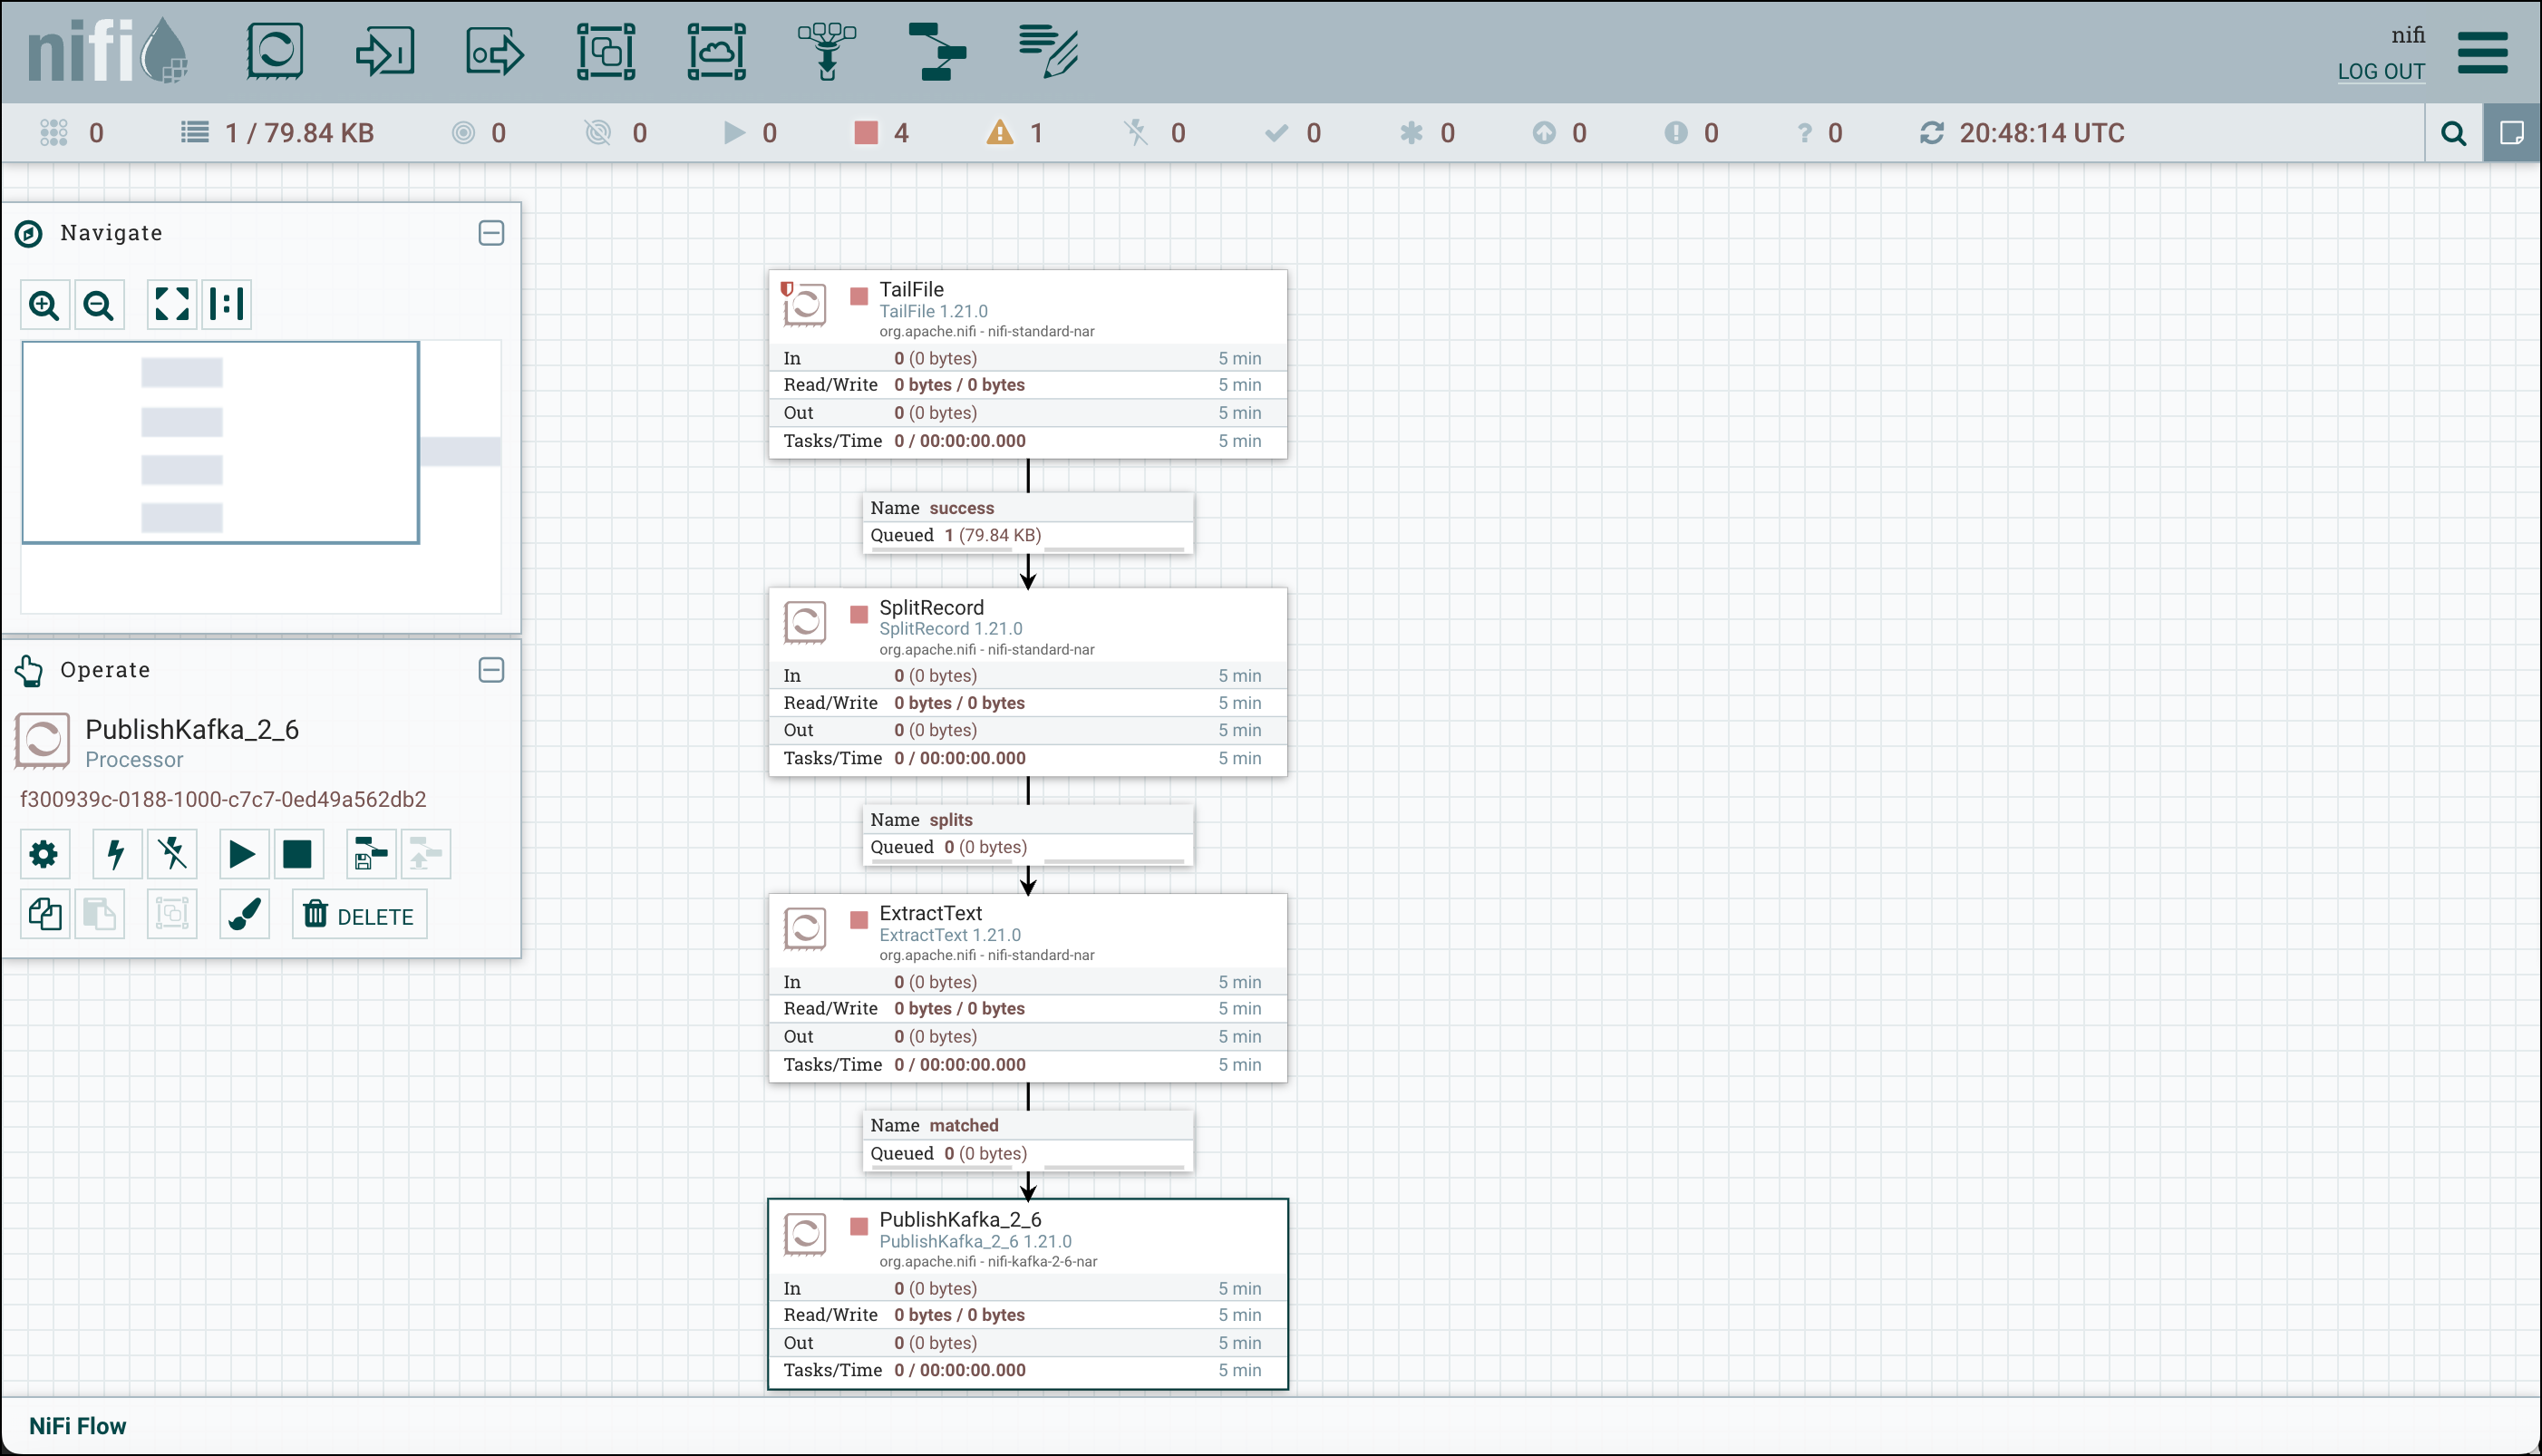 nifi
nifi
LOG OUT
0
1 / 79.84 KB
0
0
0
4
1
0
0
0
0
0
0
20:48:14 UTC
Navigate
Operate
PublishKafka_2_6
Processor
f300939c-0188-1000-c7c7-0ed49a562db2
DELETE
TailFile
TailFile 1.21.0
org.apache.nifi - nifi-standard-nar
In 0 (0 bytes) 5 min
Read/Write 0 bytes / 0 bytes 5 min
Out 0 (0 bytes) 5 min
Tasks/Time 0 / 00:00:00.000 5 min
Name success
Queued 1 (79.84 KB)
SplitRecord
SplitRecord 1.21.0
org.apache.nifi - nifi-standard-nar
In 0 (0 bytes) 5 min
Read/Write 0 bytes / 0 bytes 5 min
Out 0 (0 bytes) 5 min
Tasks/Time 0 / 00:00:00.000 5 min
Name splits
Queued 0 (0 bytes)
ExtractText
ExtractText 1.21.0
org.apache.nifi - nifi-standard-nar
In 0 (0 bytes) 5 min
Read/Write 0 bytes / 0 bytes 5 min
Out 0 (0 bytes) 5 min
Tasks/Time 0 / 00:00:00.000 5 min
Name matched
Queued 0 (0 bytes)
PublishKafka_2_6
PublishKafka_2_6 1.21.0
org.apache.nifi - nifi-kafka-2-6-nar
In 0 (0 bytes) 5 min
Read/Write 0 bytes / 0 bytes 5 min
Out 0 (0 bytes) 5 min
Tasks/Time 0 / 00:00:00.000 5 min
NiFi Flow